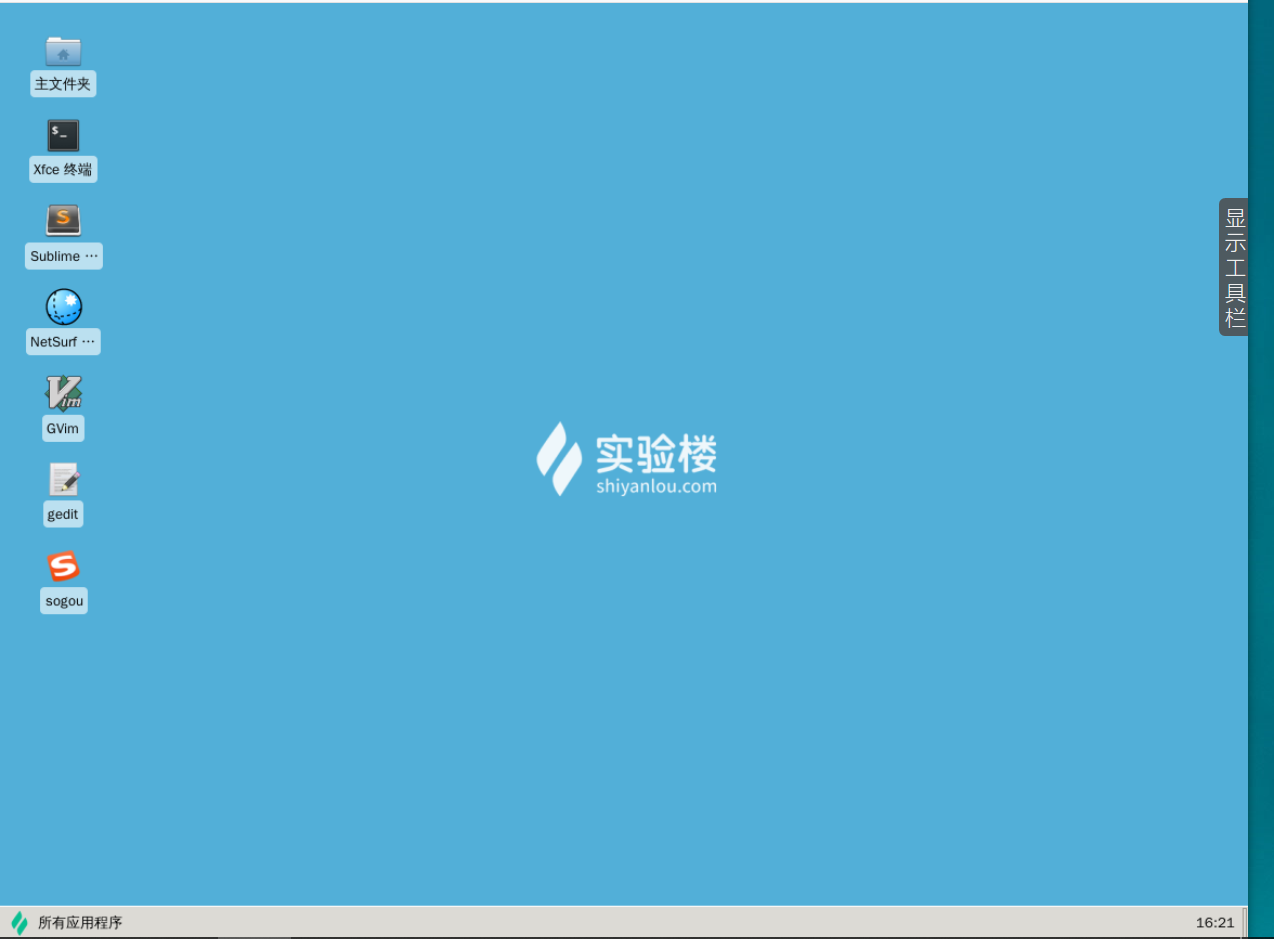 主文件夹
$_
Xfce 终端
S
Sublime ···
NetSurf ···
Vim
GVim
gedit
S
sogou
实验楼
shiyanlou.com
显示工具栏
所有应用程序
16:21